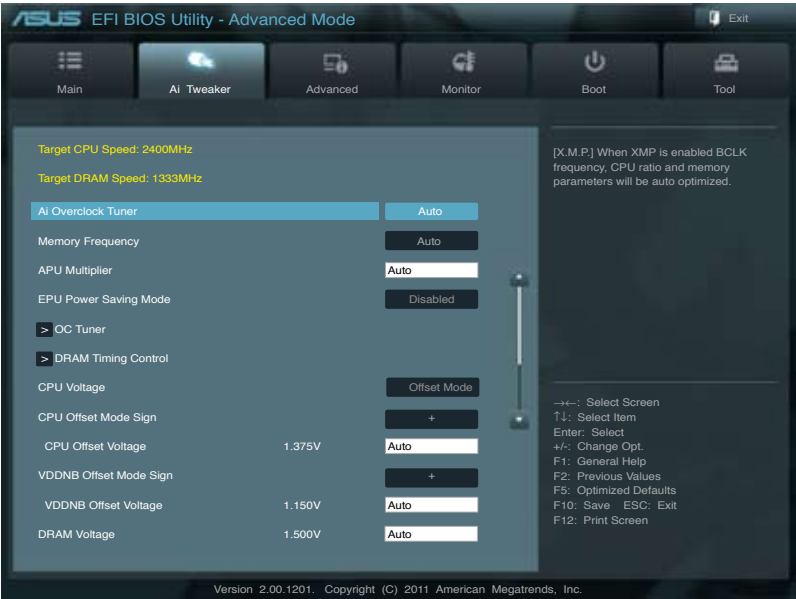 ASUS EFI BIOS Utility - Advanced Mode
Exit
Main
Ai Tweaker
Advanced
Monitor
Boot
Tool
Target CPU Speed: 2400MHz
Target DRAM Speed: 1333MHz
Ai Overclock Tuner Auto
Memory Frequency Auto
APU Multiplier Auto
EPU Power Saving Mode Disabled
> OC Tuner
> DRAM Timing Control
CPU Voltage Offset Mode
CPU Offset Mode Sign +
CPU Offset Voltage 1.375V Auto
VDDNB Offset Mode Sign +
VDDNB Offset Voltage 1.150V Auto
DRAM Voltage 1.500V Auto
[X.M.P.] When XMP is enabled BCLK
frequency, CPU ratio and memory
parameters will be auto optimized.
→←: Select Screen
↑↓: Select Item
Enter: Select
+/-: Change Opt.
F1: General Help
F2: Previous Values
F5: Optimized Defaults
F10: Save ESC: Exit
F12: Print Screen
Version 2.00.1201. Copyright (C) 2011 American Megatrends, Inc.